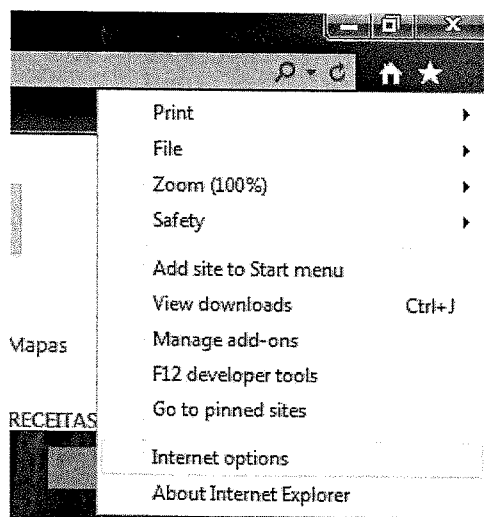 Print
File
Zoom (100%)
Safety
Add site to Start menu
View downloads Ctrl+J
Manage add-ons
Mapas
F12 developer tools
Go to pinned sites
RECEITAS
Internet options
About Internet Explorer